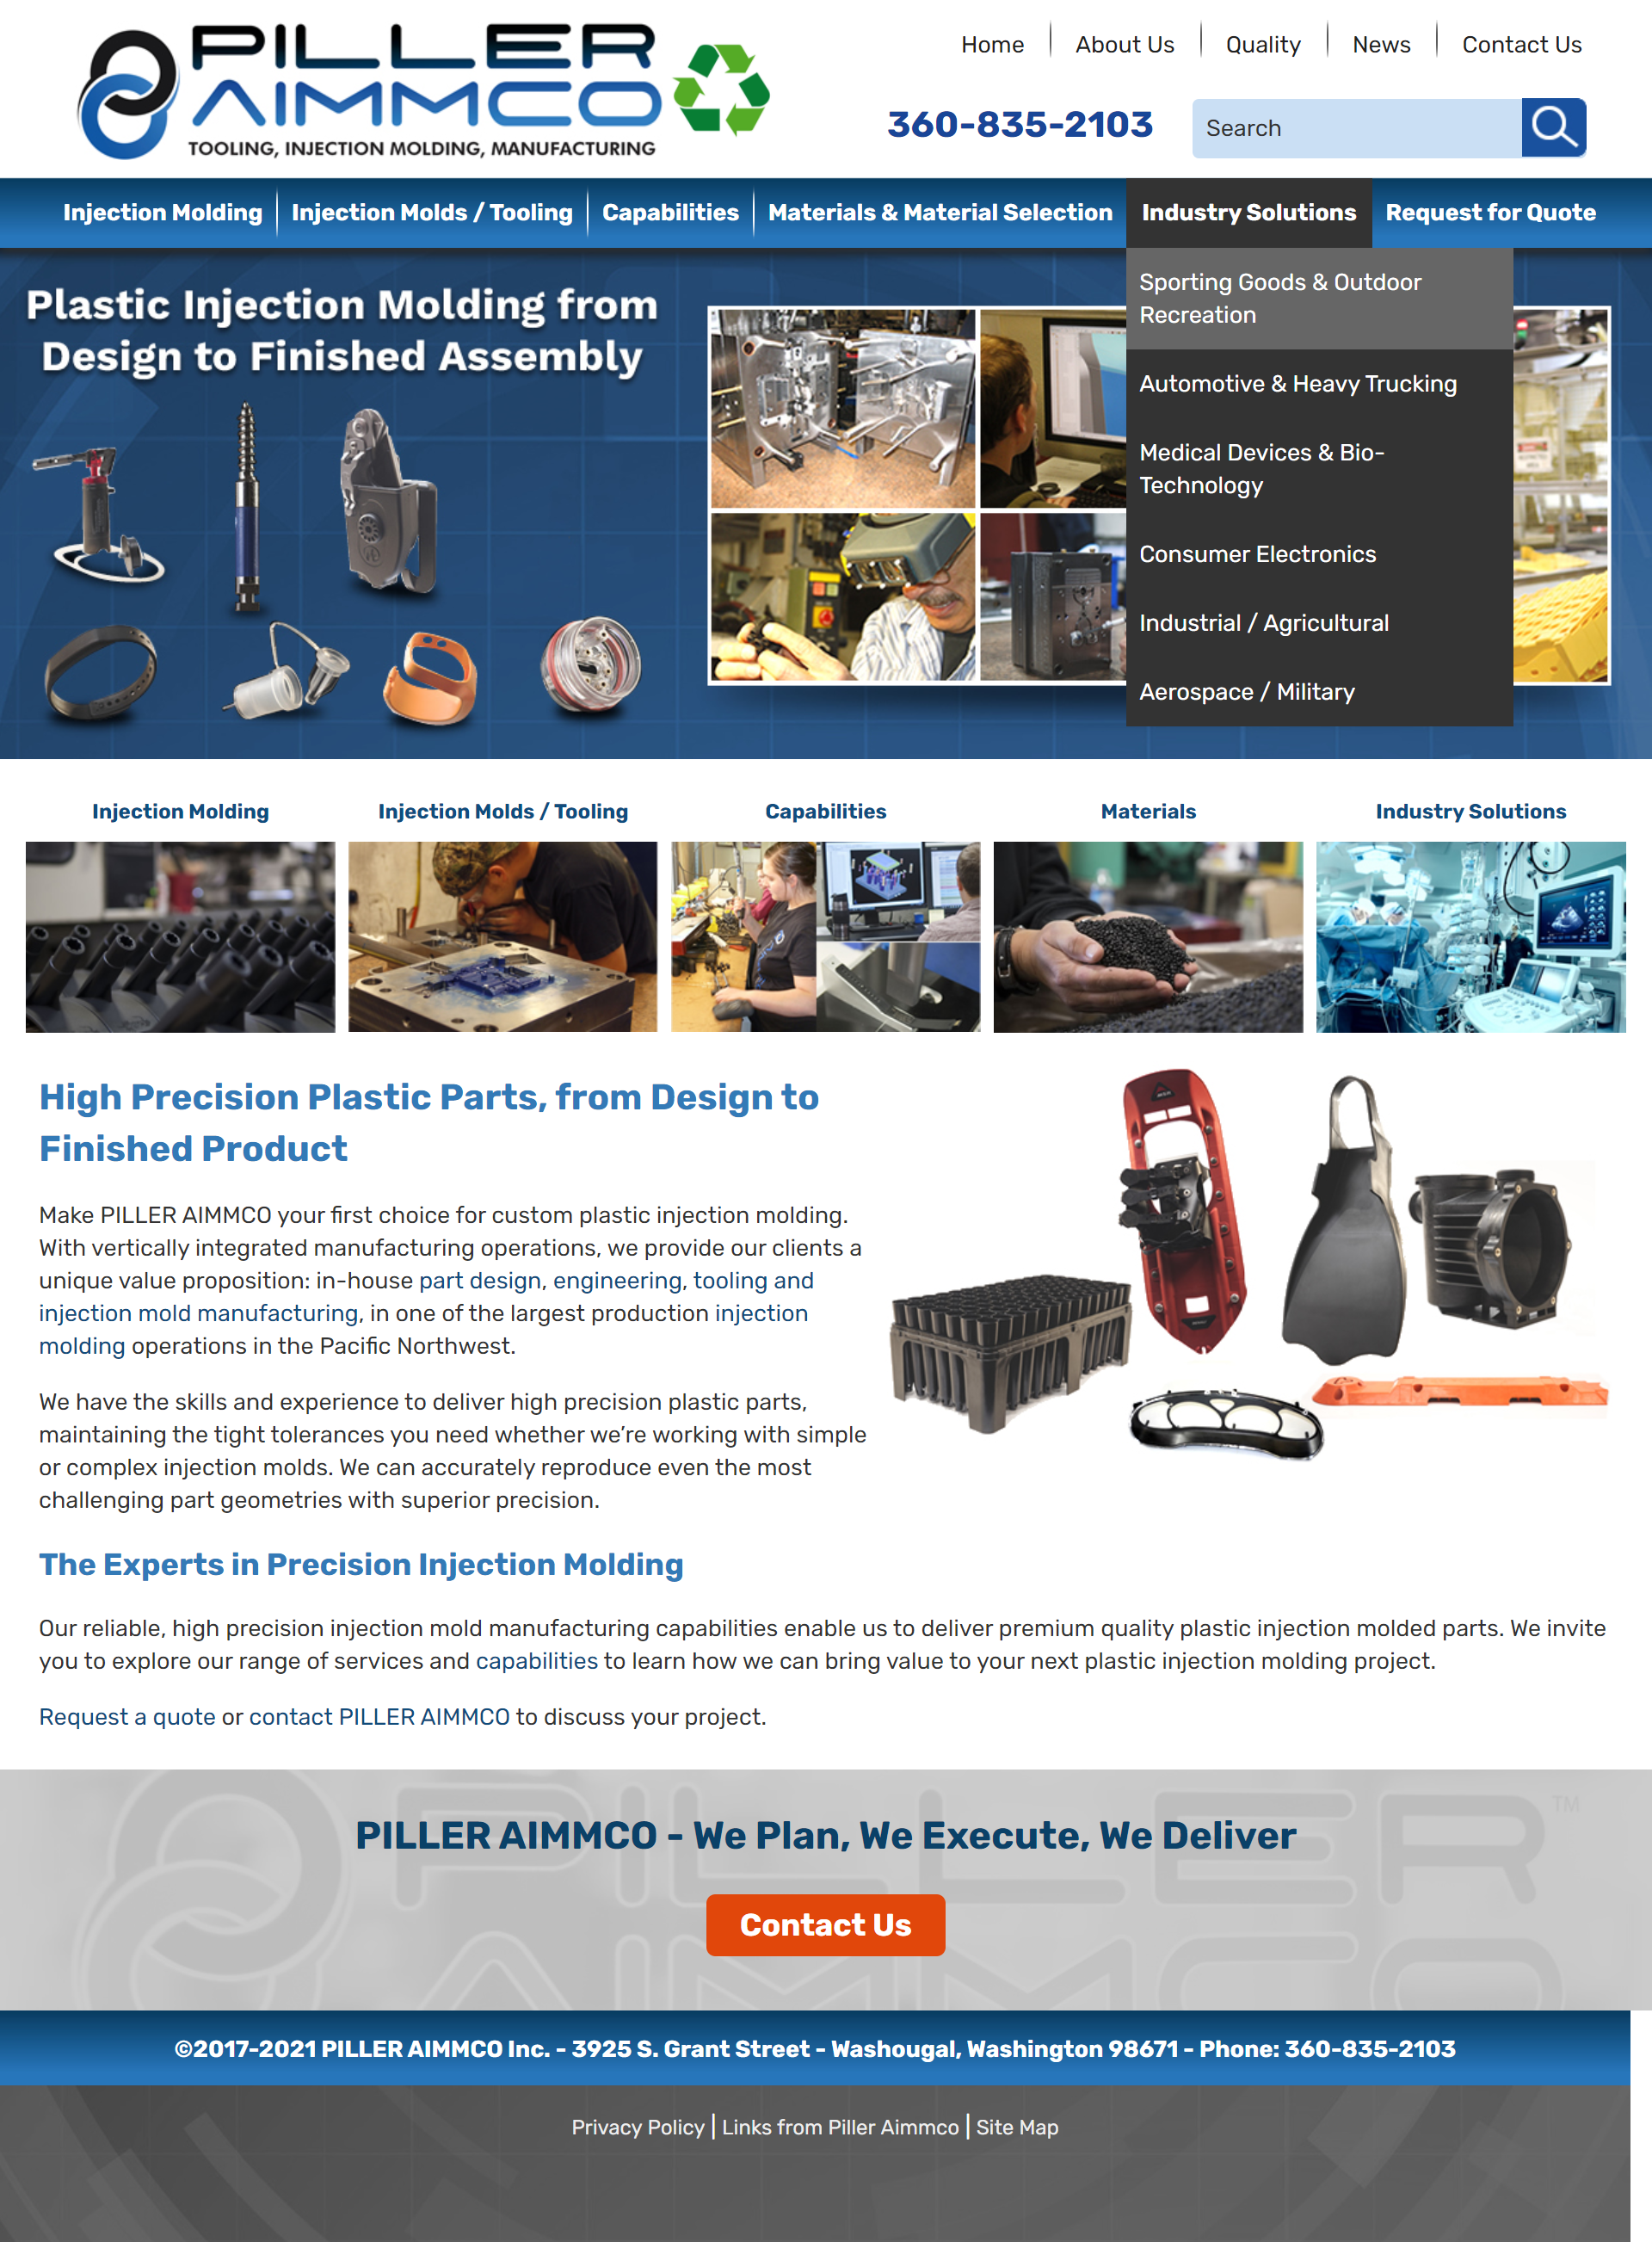 PILLER
AIMMCO
TOOLING, INJECTION MOLDING, MANUFACTURING
Home
About Us
Quality
News
Contact Us
360-835-2103
Search
Injection Molding
Injection Molds / Tooling
Capabilities
Materials & Material Selection
Industry Solutions
Request for Quote
Sporting Goods & Outdoor
Recreation
Automotive & Heavy Trucking
Medical Devices & Bio-
Technology
Consumer Electronics
Industrial / Agricultural
Aerospace / Military
Plastic Injection Molding from
Design to Finished Assembly
Injection Molding
Injection Molds / Tooling
Capabilities
Materials
Industry Solutions
High Precision Plastic Parts, from Design to
Finished Product
Make PILLER AIMMCO your first choice for custom plastic injection molding.
With vertically integrated manufacturing operations, we provide our clients a
unique value proposition: in-house part design, engineering, tooling and
injection mold manufacturing, in one of the largest production injection
molding operations in the Pacific Northwest.
We have the skills and experience to deliver high precision plastic parts,
maintaining the tight tolerances you need whether we’re working with simple
or complex injection molds. We can accurately reproduce even the most
challenging part geometries with superior precision.
The Experts in Precision Injection Molding
Our reliable, high precision injection mold manufacturing capabilities enable us to deliver premium quality plastic injection molded parts. We invite
you to explore our range of services and capabilities to learn how we can bring value to your next plastic injection molding project.
Request a quote or contact PILLER AIMMCO to discuss your project.
PILLER TM
AIMMCO
PILLER AIMMCO - We Plan, We Execute, We Deliver
Contact Us
©2017-2021 PILLER AIMMCO Inc. - 3925 S. Grant Street - Washougal, Washington 98671 - Phone: 360-835-2103
Privacy Policy | Links from Piller Aimmco | Site Map